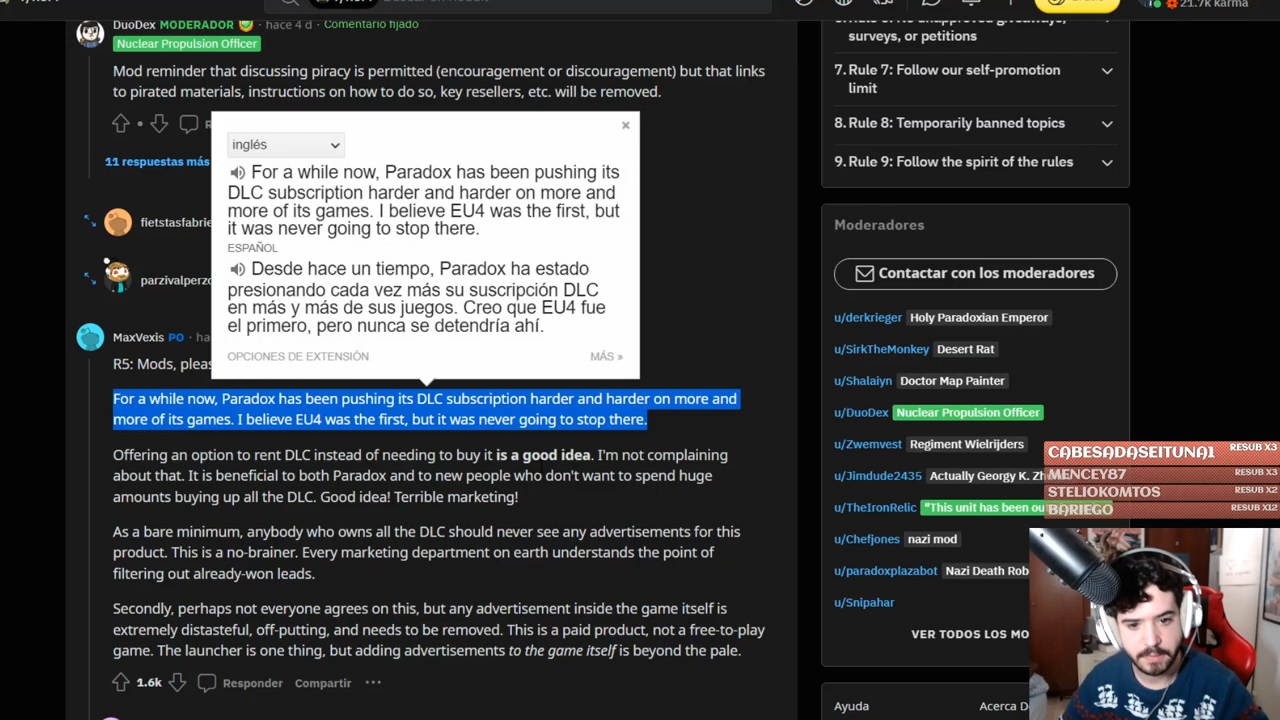 21.7k karma
DuoDex MODERADOR hace 4 d · Comentario fijado
Nuclear Propulsion Officer
Mod reminder that discussing piracy is permitted (encouragement or discouragement) but that links
to pirated materials, instructions on how to do so, key resellers, etc. will be removed.
11 respuestas más
inglés
For a while now, Paradox has been pushing its
DLC subscription harder and harder on more and
more of its games. I believe EU4 was the first, but
it was never going to stop there.
ESPAÑOL
Desde hace un tiempo, Paradox ha estado
presionando cada vez más su suscripción DLC
en más y más de sus juegos. Creo que EU4 fue
el primero, pero nunca se detendría ahí.
OPCIONES DE EXTENSIÓN
MÁS »
fietstasfabrie
parzivalperzo
MaxVexis PO · ha
R5: Mods, pleas
For a while now, Paradox has been pushing its DLC subscription harder and harder on more and
more of its games. I believe EU4 was the first, but it was never going to stop there.
Offering an option to rent DLC instead of needing to buy it is a good idea. I'm not complaining
about that. It is beneficial to both Paradox and to new people who don't want to spend huge
amounts buying up all the DLC. Good idea! Terrible marketing!
As a bare minimum, anybody who owns all the DLC should never see any advertisements for this
product. This is a no-brainer. Every marketing department on earth understands the point of
filtering out already-won leads.
Secondly, perhaps not everyone agrees on this, but any advertisement inside the game itself is
extremely distasteful, off-putting, and needs to be removed. This is a paid product, not a free-to-play
game. The launcher is one thing, but adding advertisements to the game itself is beyond the pale.
1.6k Responder Compartir
surveys, or petitions
7. Rule 7: Follow our self-promotion
limit
8. Rule 8: Temporarily banned topics
9. Rule 9: Follow the spirit of the rules
Moderadores
Contactar con los moderadores
u/derkrieger Holy Paradoxian Emperor
u/SirkTheMonkey Desert Rat
u/Shalaiyn Doctor Map Painter
u/DuoDex Nuclear Propulsion Officer
u/Zwemvest Regiment Wielrijders
u/Jimdude2435 Actually Georgy K. Zh
u/TheIronRelic "This unit has been ou
u/Chefjones nazi mod
u/paradoxplazabot Nazi Death Rob
u/Snipahar
VER TODOS LOS MO
Ayuda
Acerca De
CABESADASEITUNA1 RESUB X3
MENCEY87 RESUB X3
STELIOKOMTOS RESUB X2
BARIEGO RESUB X12